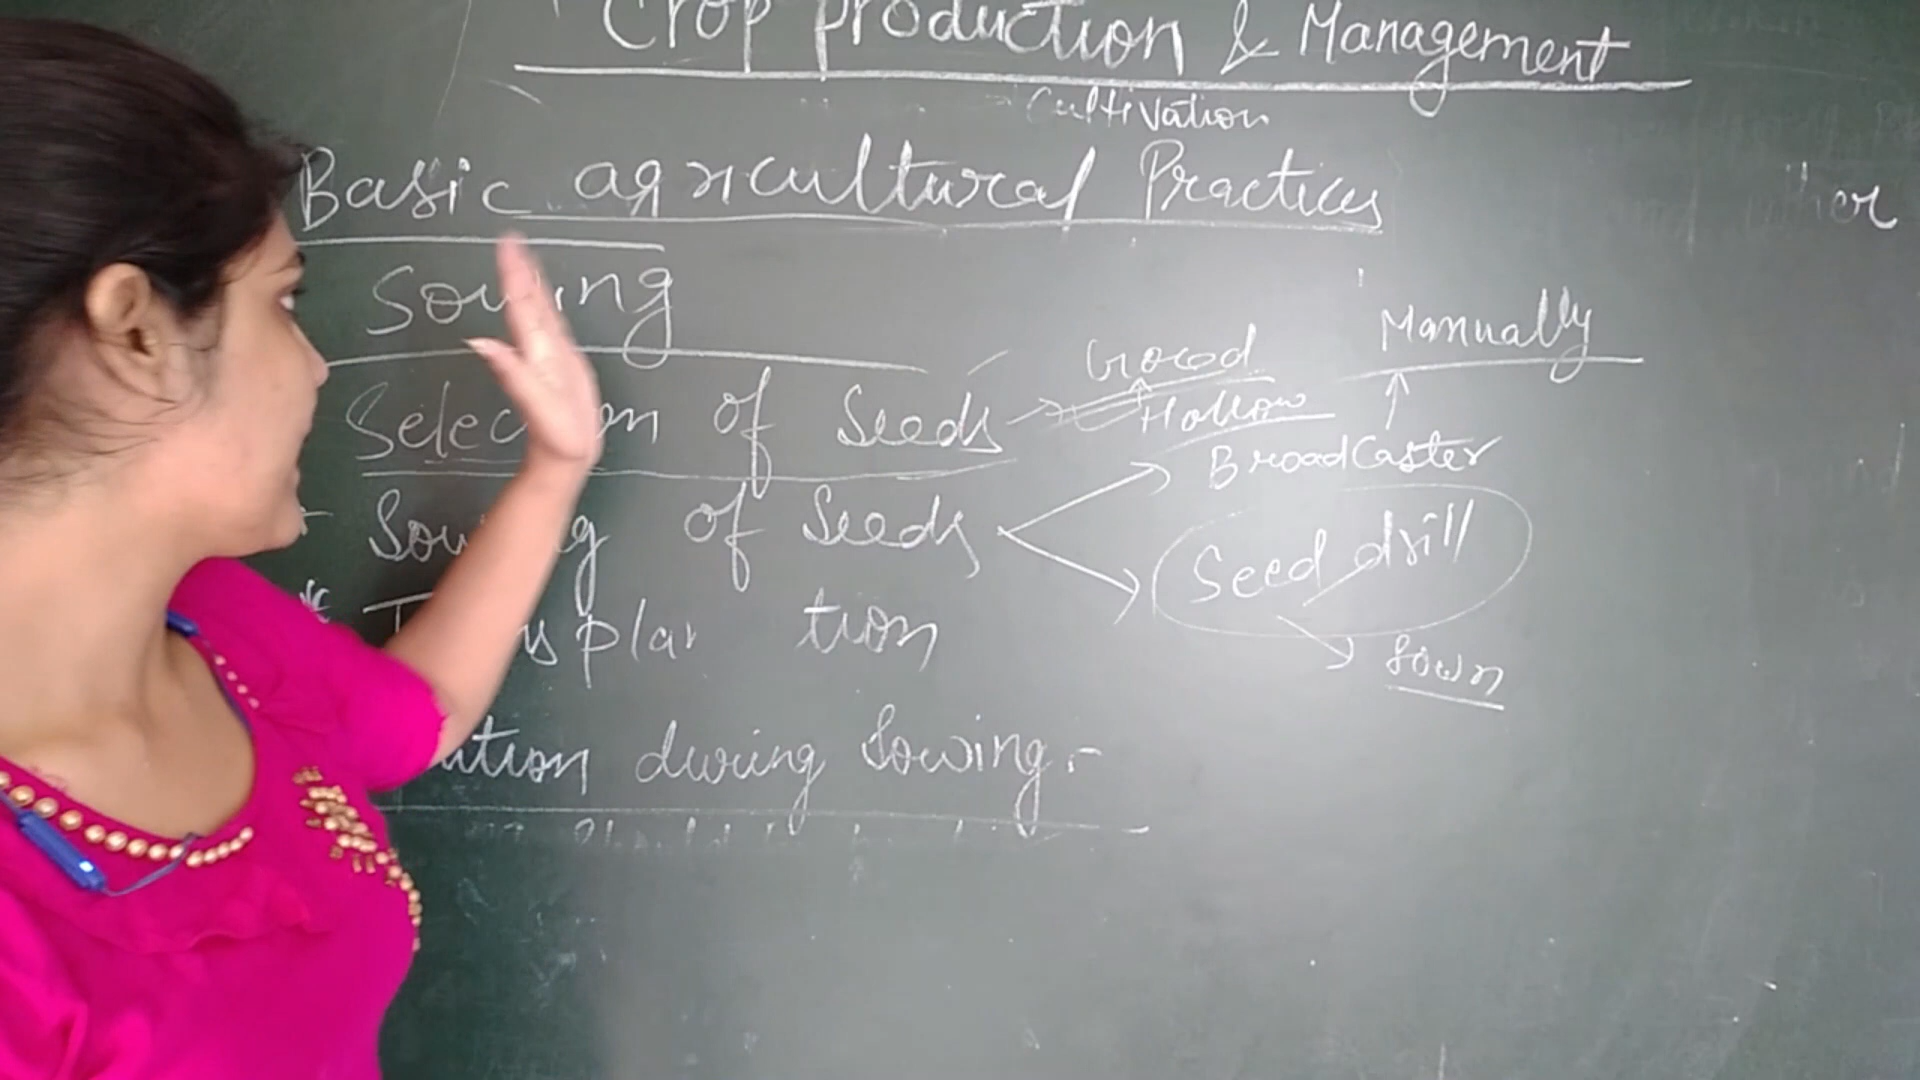 Crop production & Management
Cultivation
Basic agricultural Practices
Sowing
Manually
Good
Selection of Seeds
Hollow
BroadCaster
Sowing of Seeds
Seed drill
tion
Sown
during Sowing:-